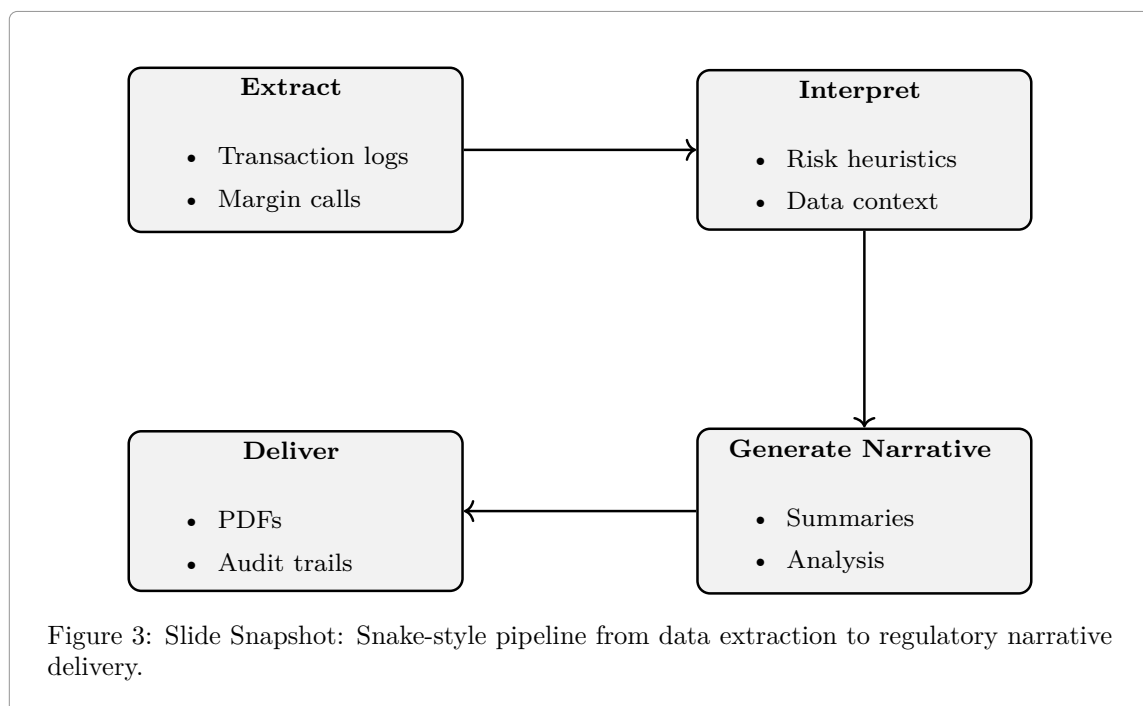 Extract
• Transaction logs
• Margin calls
Interpret
• Risk heuristics
• Data context
Generate Narrative
• Summaries
• Analysis
Deliver
• PDFs
• Audit trails
Figure 3: Slide Snapshot: Snake-style pipeline from data extraction to regulatory narrative
delivery.